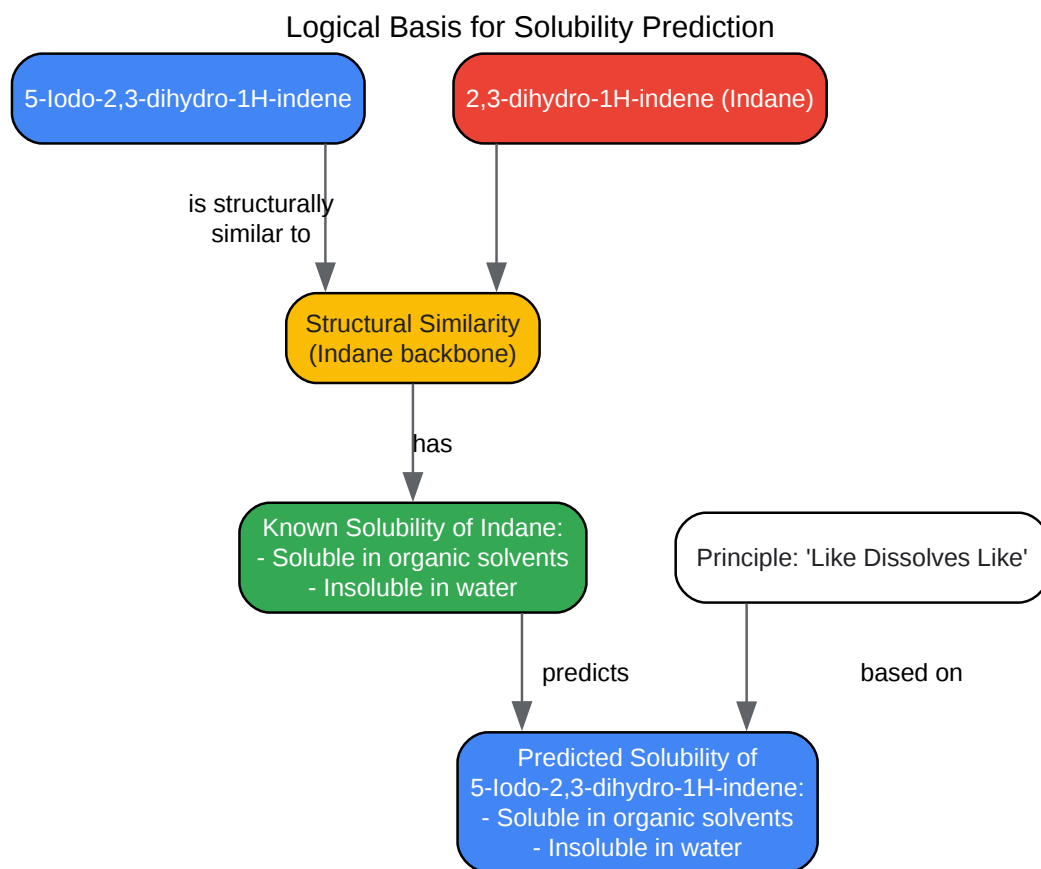 Logical Basis for Solubility Prediction
5-Iodo-2,3-dihydro-1H-indene
2,3-dihydro-1H-indene (Indane)
is structurally
similar to
Structural Similarity
(Indane backbone)
has
Known Solubility of Indane:
- Soluble in organic solvents
- Insoluble in water
Principle: 'Like Dissolves Like'
predicts
based on
Predicted Solubility of
5-Iodo-2,3-dihydro-1H-indene:
- Soluble in organic solvents
- Insoluble in water